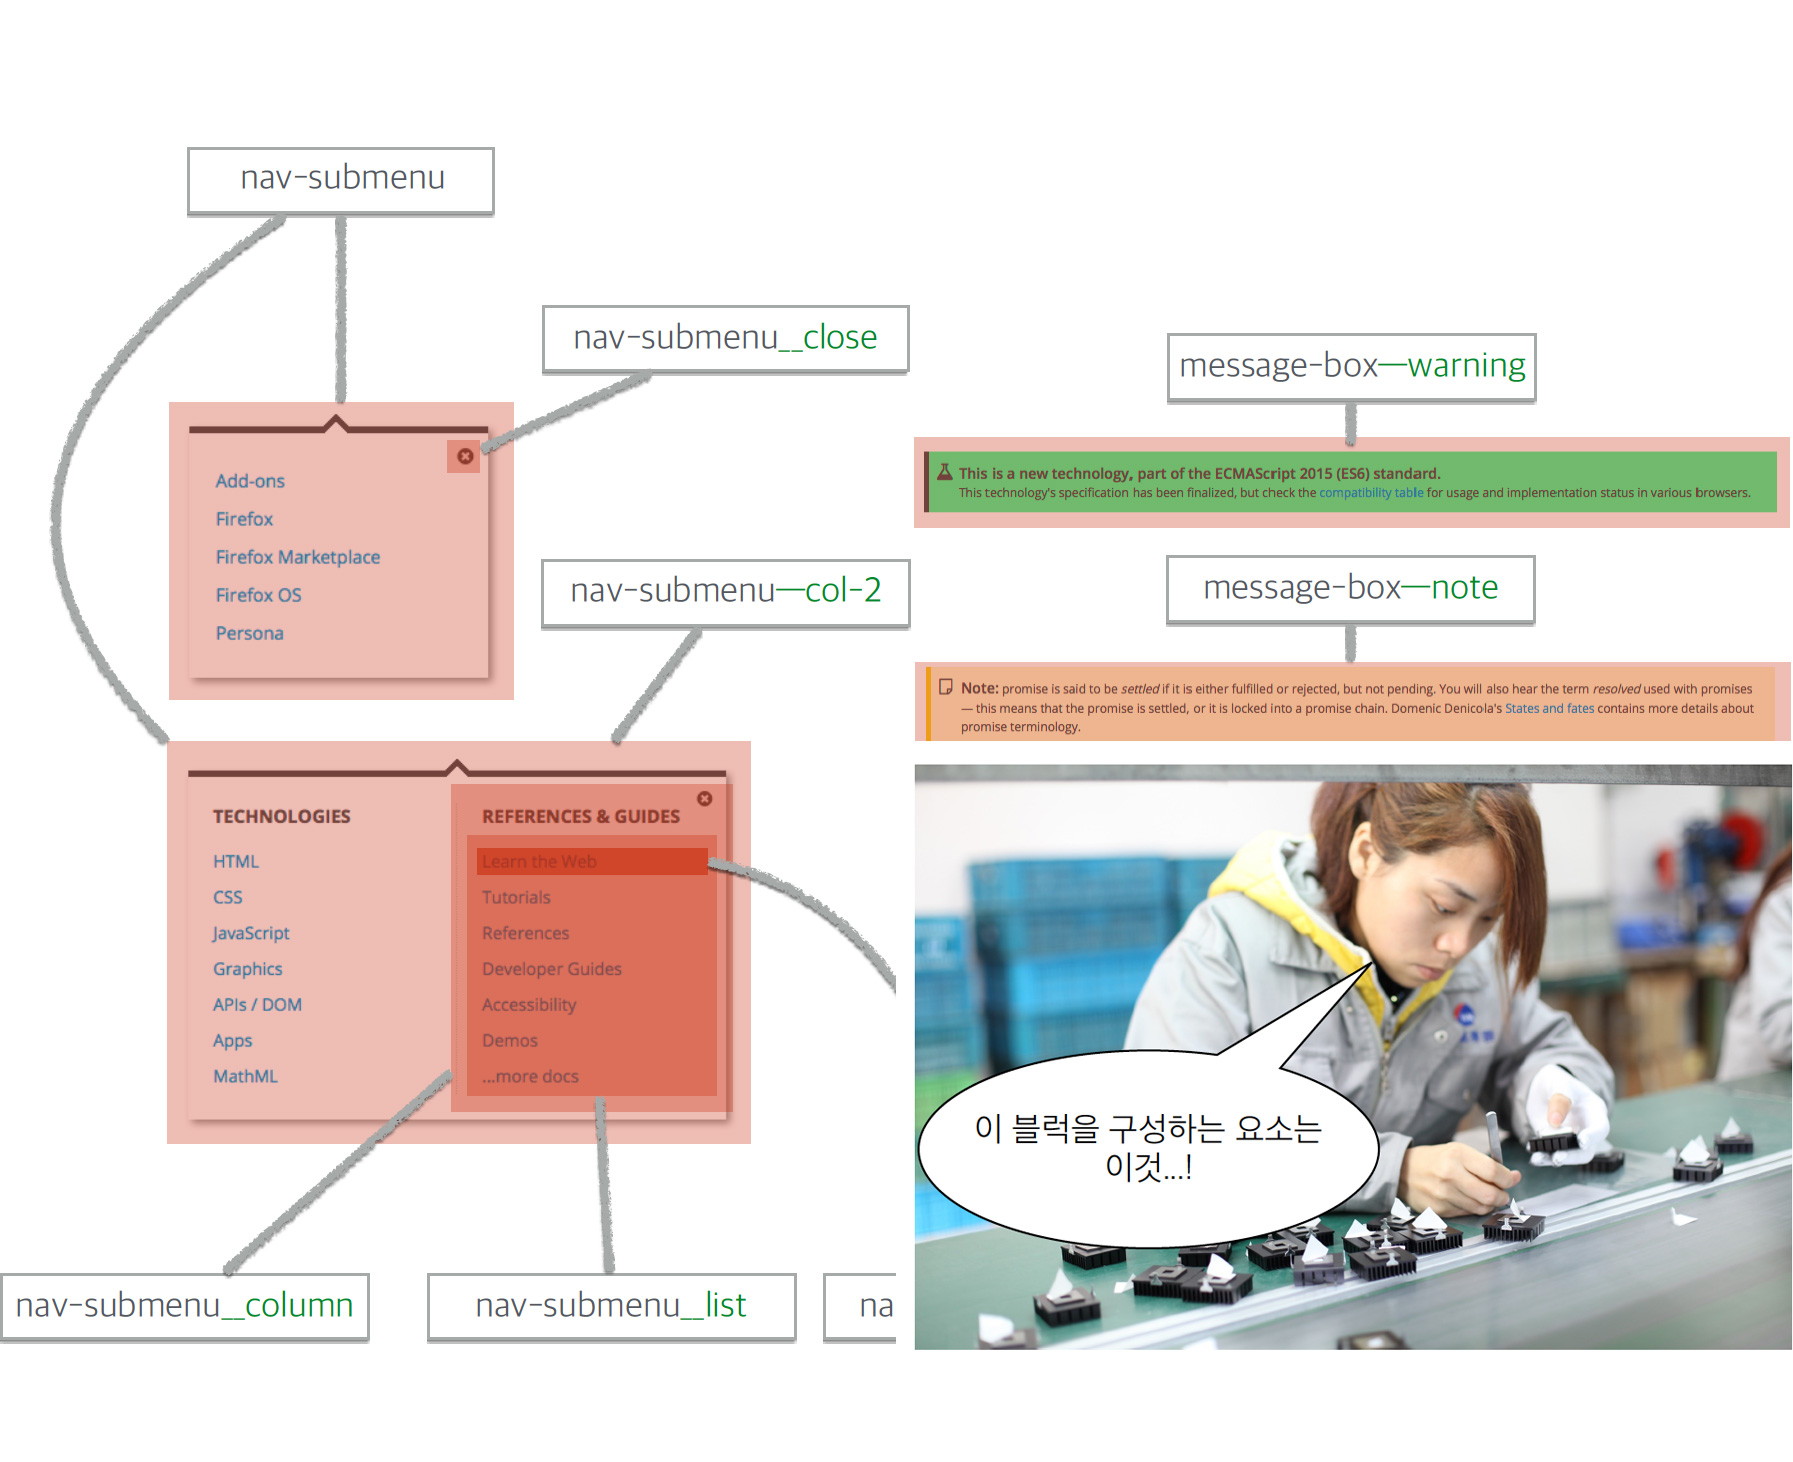 nav-submenu
nav-submenu__close
Add-ons
Firefox
Firefox Marketplace
Firefox OS
Persona
nav-submenu—col-2
TECHNOLOGIES
HTML
CSS
JavaScript
Graphics
APIs / DOM
Apps
MathML
REFERENCES & GUIDES
Learn the Web
Tutorials
References
Developer Guides
Accessibility
Demos
...more docs
nav-submenu__column
nav-submenu__list
na
message-box—warning
This is a new technology, part of the ECMAScript 2015 (ES6) standard.
This technology's specification has been finalized, but check the compatibility table for usage and implementation status in various browsers.
message-box—note
Note: promise is said to be settled if it is either fulfilled or rejected, but not pending. You will also hear the term resolved used with promises
— this means that the promise is settled, or it is locked into a promise chain. Domenic Denicola's States and fates contains more details about
promise terminology.
이 블럭을 구성하는 요소는
이것...!